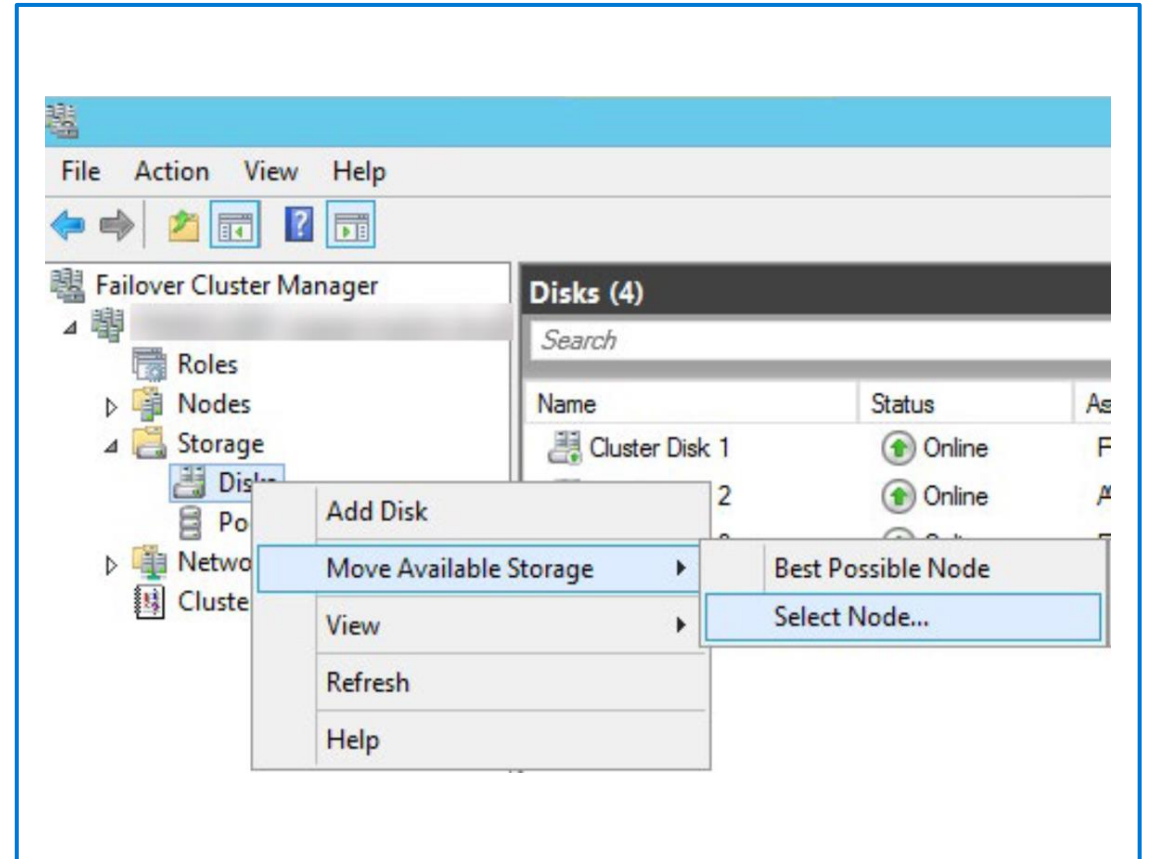 File Action View Help
Failover Cluster Manager
Roles
Nodes
Storage
Disks
Add Disk
Move Available Storage
View
Refresh
Help
Best Possible Node
Select Node...
Disks (4)
Search
Name Status
Cluster Disk 1 Online
2 Online